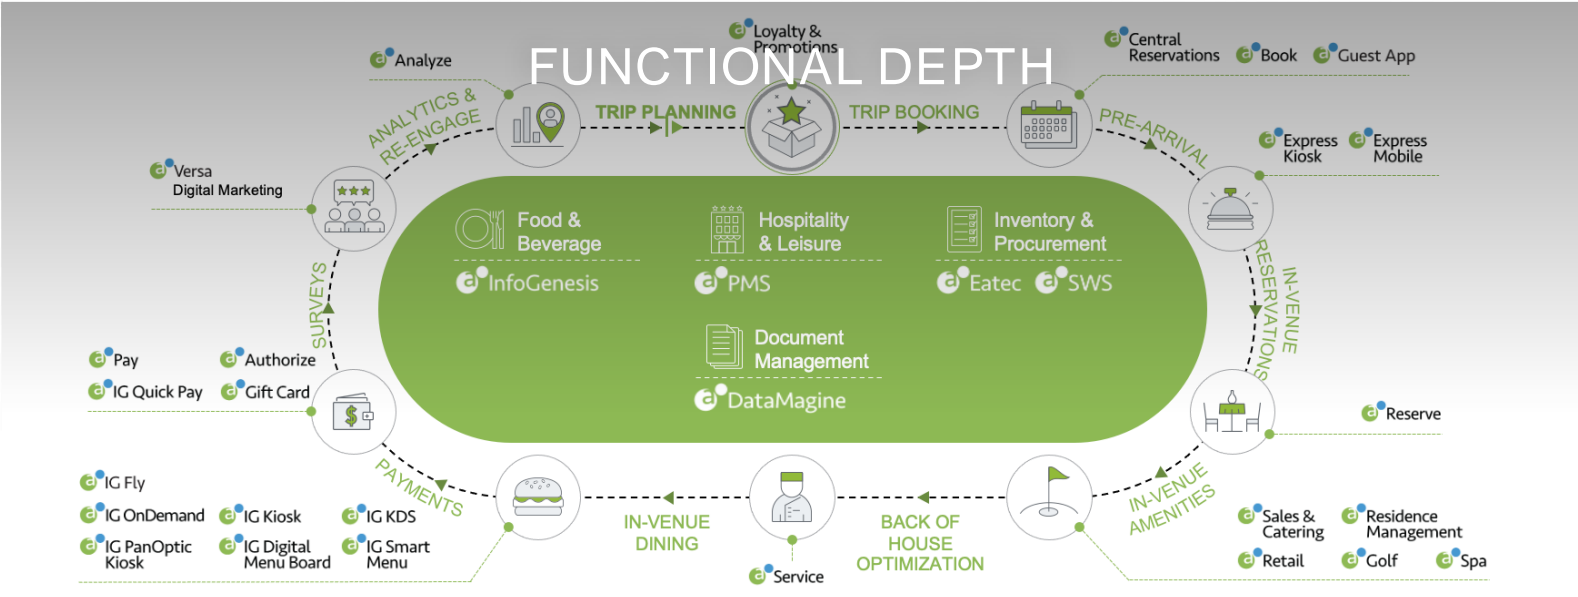 FUNCTIONAL DEPTH
Loyalty &
Promotions
Analyze
Central
Reservations
Book
Guest App
ANALYTICS &
RE-ENGAGE
TRIP PLANNING
TRIP BOOKING
PRE-ARRIVAL
Express
Kiosk
Express
Mobile
Versa
Digital Marketing
Food &
Beverage
InfoGenesis
Hospitality
& Leisure
PMS
Inventory &
Procurement
Eatec
SWS
Document
Management
DataMagine
SURVEYS
IN-VENUE
RESERVATIONS
Pay
Authorize
IG Quick Pay
Gift Card
Reserve
PAYMENTS
IN-VENUE
AMENITIES
IG Fly
IG OnDemand
IG Kiosk
IG KDS
IG PanOptic
Kiosk
IG Digital
Menu Board
IG Smart
Menu
IN-VENUE
DINING
Service
BACK OF
HOUSE
OPTIMIZATION
Sales &
Catering
Residence
Management
Retail
Golf
Spa